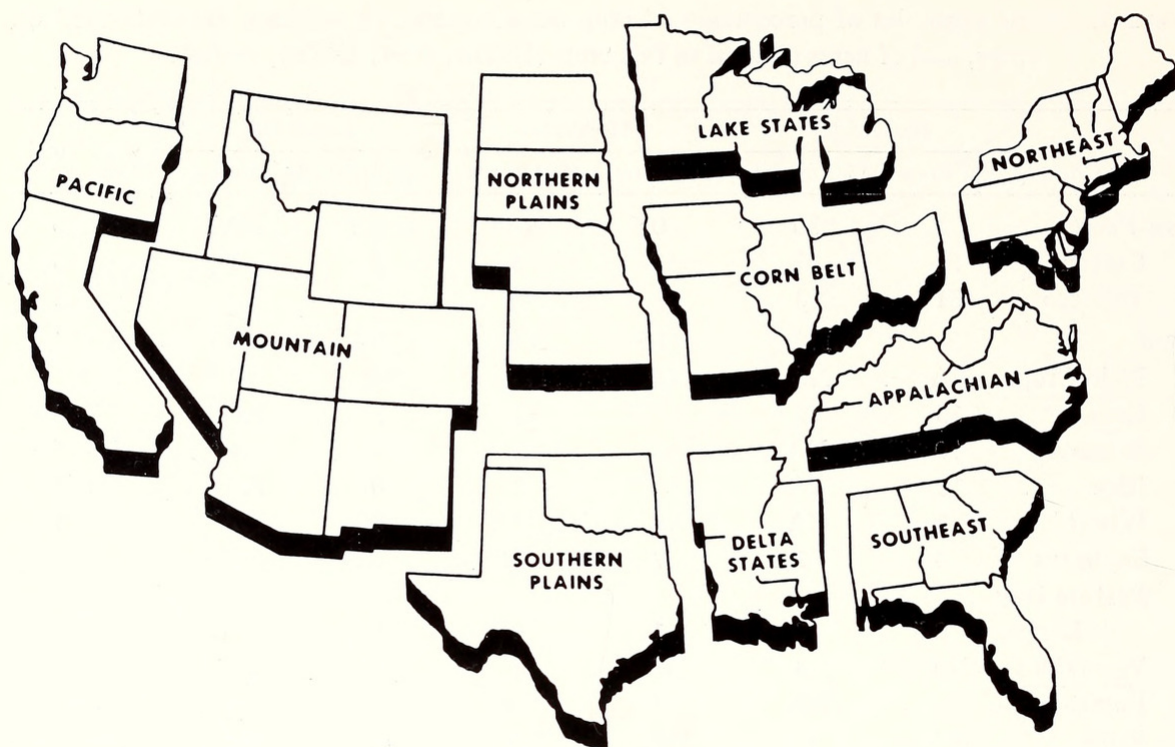 PACIFIC
MOUNTAIN
NORTHERN
PLAINS
LAKE STATES
CORN BELT
NORTHEAST
APPALACHIAN
SOUTHERN
PLAINS
DELTA
STATES
SOUTHEAST